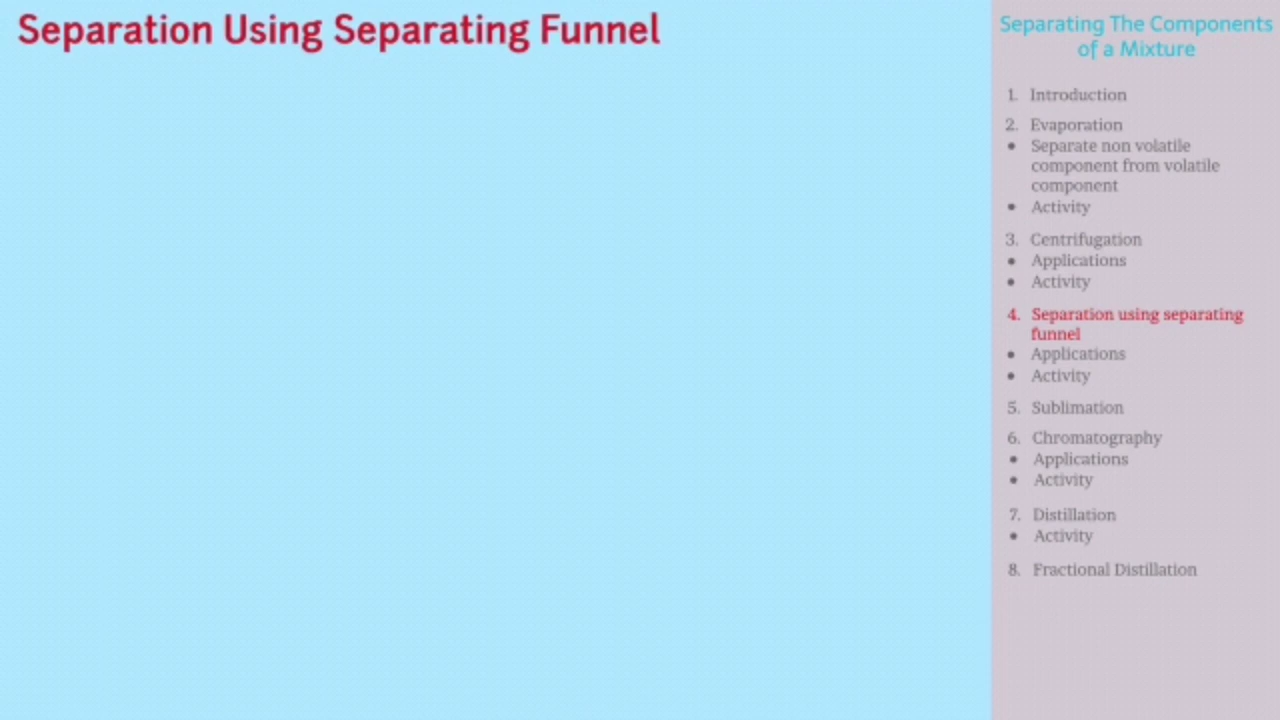 Separation Using Separating Funnel
Separating The Components
of a Mixture
1. Introduction
2. Evaporation
• Separate non volatile
component from volatile
component
• Activity
3. Centrifugation
• Applications
• Activity
4. Separation using separating
funnel
• Applications
• Activity
5. Sublimation
6. Chromatography
• Applications
• Activity
7. Distillation
• Activity
8. Fractional Distillation